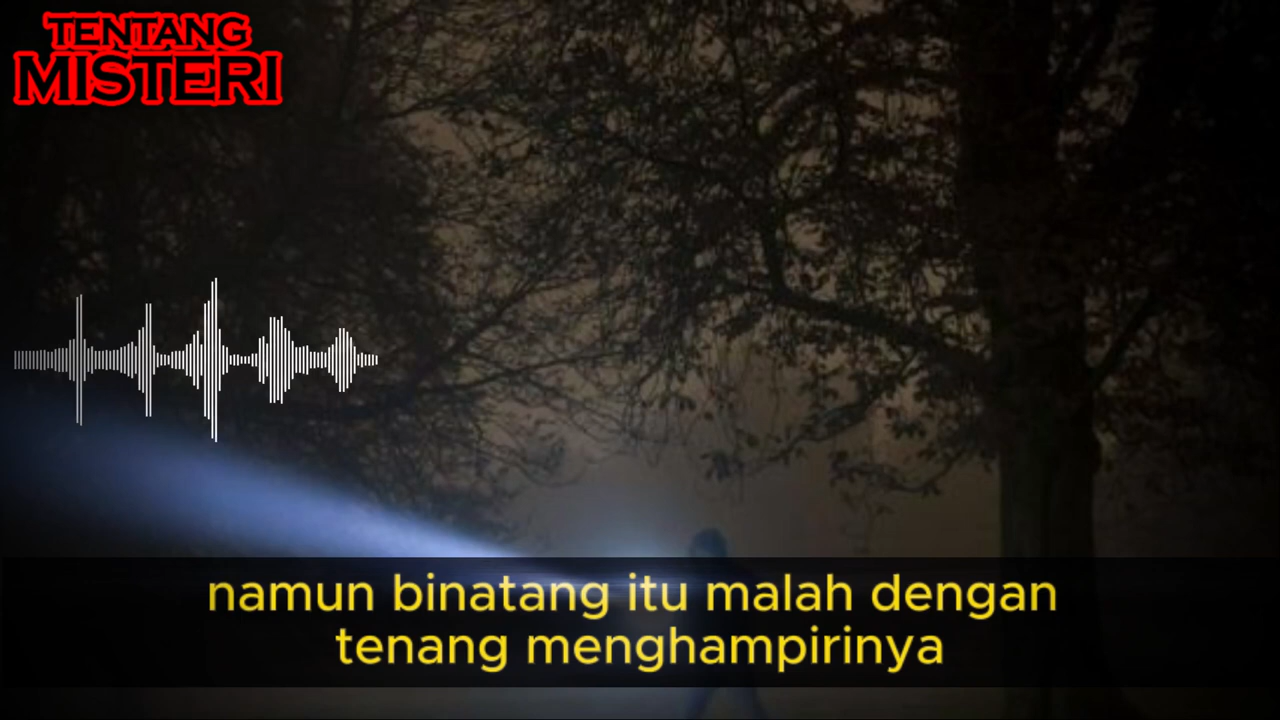 TENTANG
MISTERI
namun binatang itu malah dengan
tenang menghampirinya